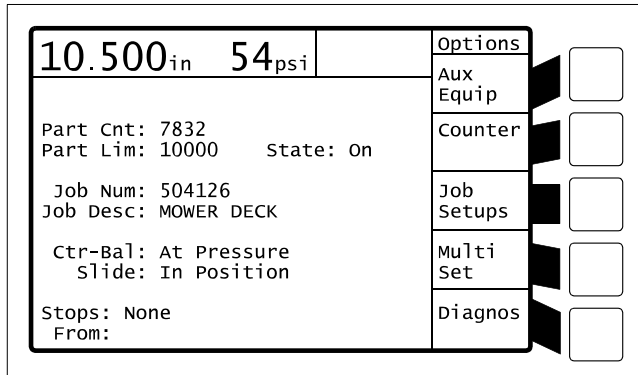 10.500in 54psi
Part Cnt: 7832
Part Lim: 10000 State: On
Job Num: 504126
Job Desc: MOWER DECK
Ctr-Bal: At Pressure
Slide: In Position
Stops: None
From:
Options
Aux
Equip
Counter
Job
Setups
Multi
Set
Diagnos